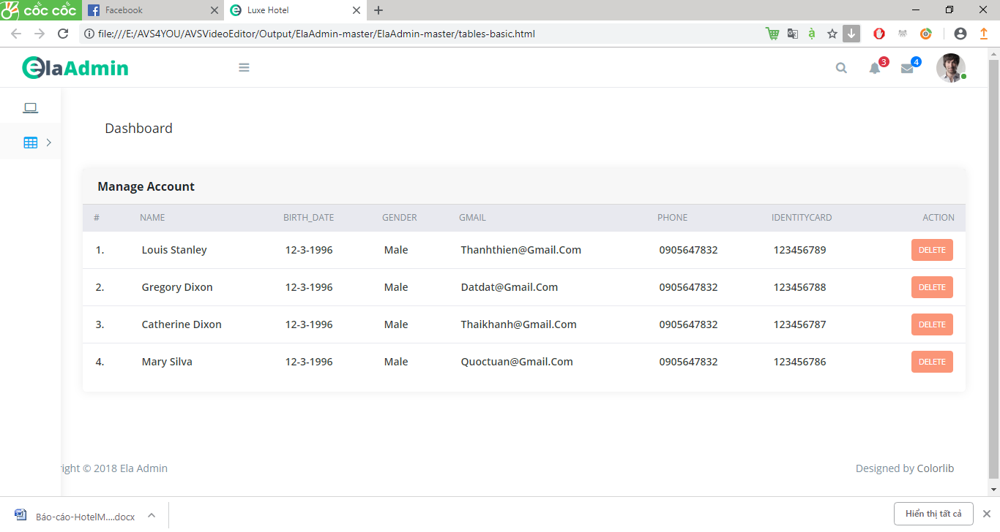 cốc cốc Facebook Luxe Hotel
file:///E:/AVS4YOU/AVSVideoEditor/Output/ElaAdmin-master/ElaAdmin-master/tables-basic.html
elaAdmin 3 4
Dashboard
Manage Account
# NAME BIRTH_DATE GENDER GMAIL PHONE IDENTITYCARD ACTION
1. Louis Stanley 12-3-1996 Male Thanhthien@Gmail.Com 0905647832 123456789 DELETE
2. Gregory Dixon 12-3-1996 Male Datdat@Gmail.Com 0905647832 123456788 DELETE
3. Catherine Dixon 12-3-1996 Male Thaikhanh@Gmail.Com 0905647832 123456787 DELETE
4. Mary Silva 12-3-1996 Male Quoctuan@Gmail.Com 0905647832 123456786 DELETE
right © 2018 Ela Admin Designed by Colorlib
Báo-cáo-HotelM....docx Hiển thị tất cả